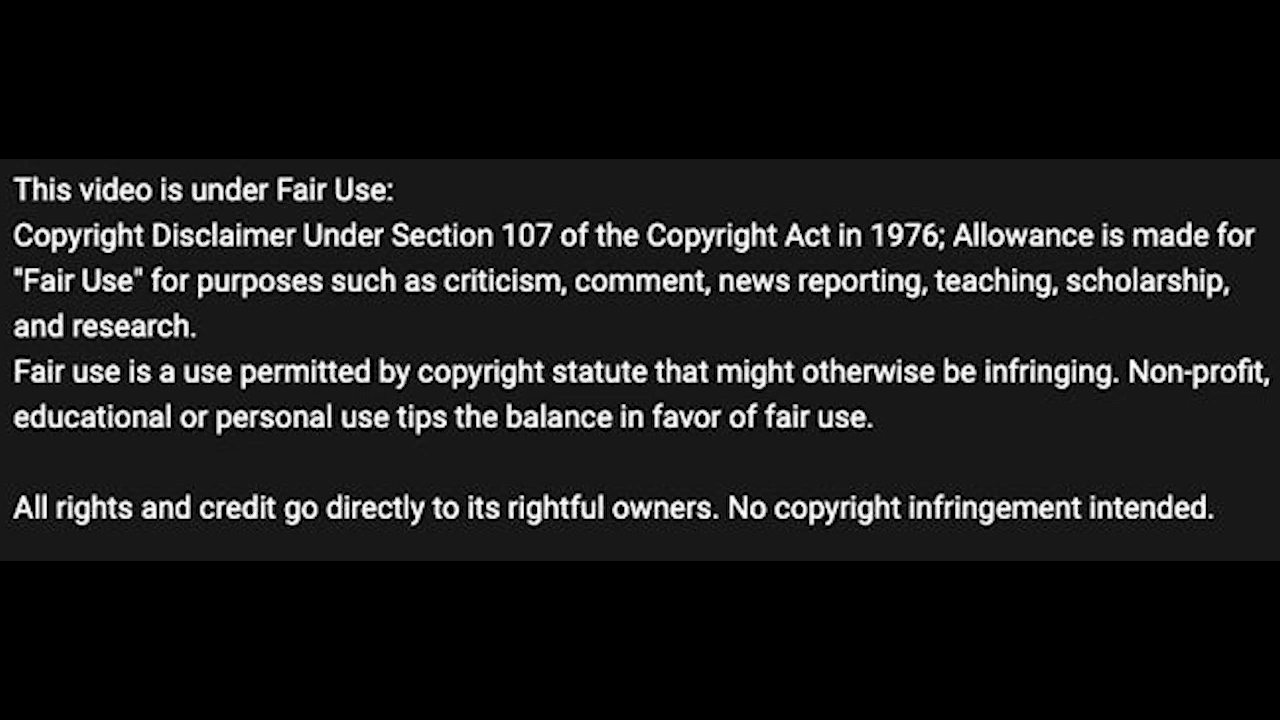 This video is under Fair Use:
Copyright Disclaimer Under Section 107 of the Copyright Act in 1976; Allowance is made for
"Fair Use" for purposes such as criticism, comment, news reporting, teaching, scholarship,
and research.
Fair use is a use permitted by copyright statute that might otherwise be infringing. Non-profit,
educational or personal use tips the balance in favor of fair use.
All rights and credit go directly to its rightful owners. No copyright infringement intended.